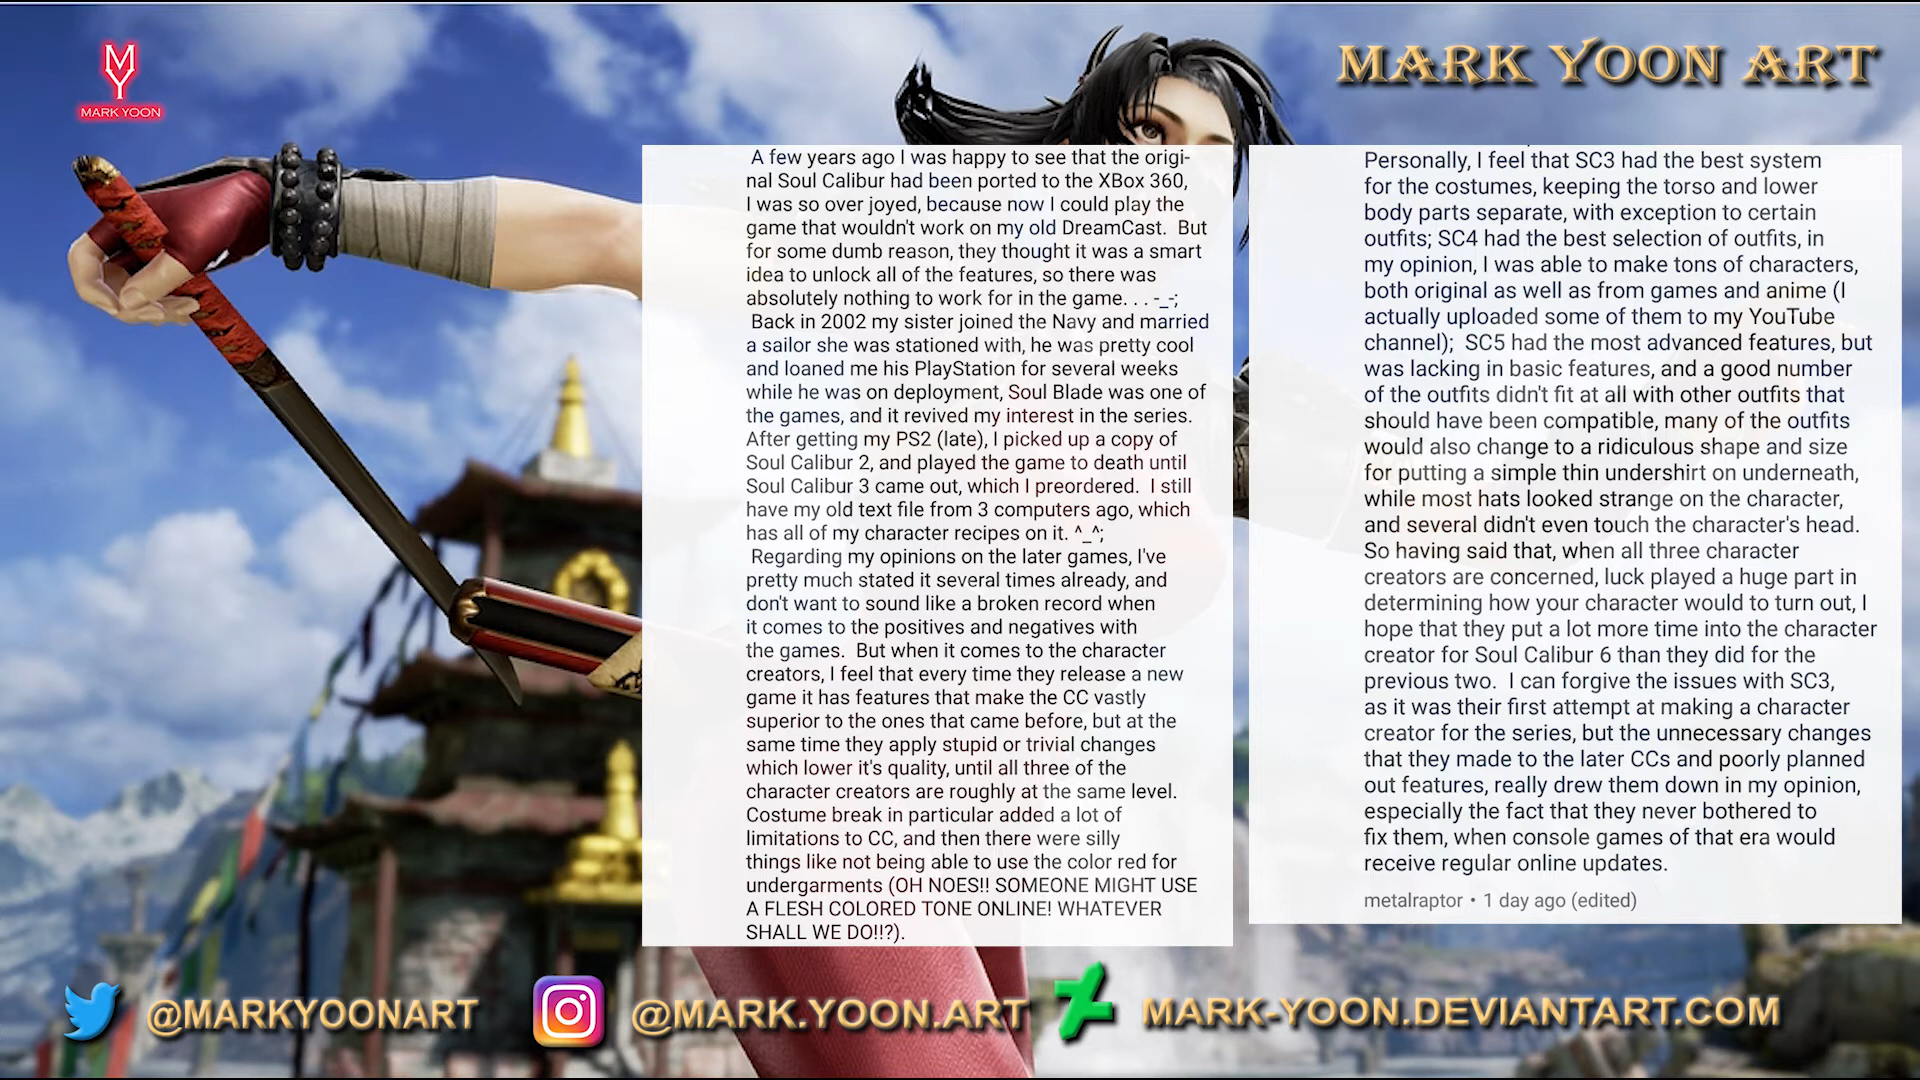 MY
MARK YOON
MARK YOON ART
A few years ago I was happy to see that the origi-
nal Soul Calibur had been ported to the XBox 360,
I was so over joyed, because now I could play the
game that wouldn't work on my old DreamCast.  But
for some dumb reason, they thought it was a smart
idea to unlock all of the features, so there was
absolutely nothing to work for in the game. . . -_-;
Back in 2002 my sister joined the Navy and married
a sailor she was stationed with, he was pretty cool
and loaned me his PlayStation for several weeks
while he was on deployment, Soul Blade was one of
the games, and it revived my interest in the series.
After getting my PS2 (late), I picked up a copy of
Soul Calibur 2, and played the game to death until
Soul Calibur 3 came out, which I preordered.  I still
have my old text file from 3 computers ago, which
has all of my character recipes on it. ^_^;
Regarding my opinions on the later games, I've
pretty much stated it several times already, and
don't want to sound like a broken record when
it comes to the positives and negatives with
the games.  But when it comes to the character
creators, I feel that every time they release a new
game it has features that make the CC vastly
superior to the ones that came before, but at the
same time they apply stupid or trivial changes
which lower it's quality, until all three of the
character creators are roughly at the same level.
Costume break in particular added a lot of
limitations to CC, and then there were silly
things like not being able to use the color red for
undergarments (OH NOES!! SOMEONE MIGHT USE
A FLESH COLORED TONE ONLINE! WHATEVER
SHALL WE DO!!?).
Personally, I feel that SC3 had the best system
for the costumes, keeping the torso and lower
body parts separate, with exception to certain
outfits; SC4 had the best selection of outfits, in
my opinion, I was able to make tons of characters,
both original as well as from games and anime (I
actually uploaded some of them to my YouTube
channel);  SC5 had the most advanced features, but
was lacking in basic features, and a good number
of the outfits didn't fit at all with other outfits that
should have been compatible, many of the outfits
would also change to a ridiculous shape and size
for putting a simple thin undershirt on underneath,
while most hats looked strange on the character,
and several didn't even touch the character's head.
So having said that, when all three character
creators are concerned, luck played a huge part in
determining how your character would to turn out, I
hope that they put a lot more time into the character
creator for Soul Calibur 6 than they did for the
previous two.  I can forgive the issues with SC3,
as it was their first attempt at making a character
creator for the series, but the unnecessary changes
that they made to the later CCs and poorly planned
out features, really drew them down in my opinion,
especially the fact that they never bothered to
fix them, when console games of that era would
receive regular online updates.
metalraptor • 1 day ago (edited)
@MARKYOONART
@MARK.YOON.ART
MARK-YOON.DEVIANTART.COM